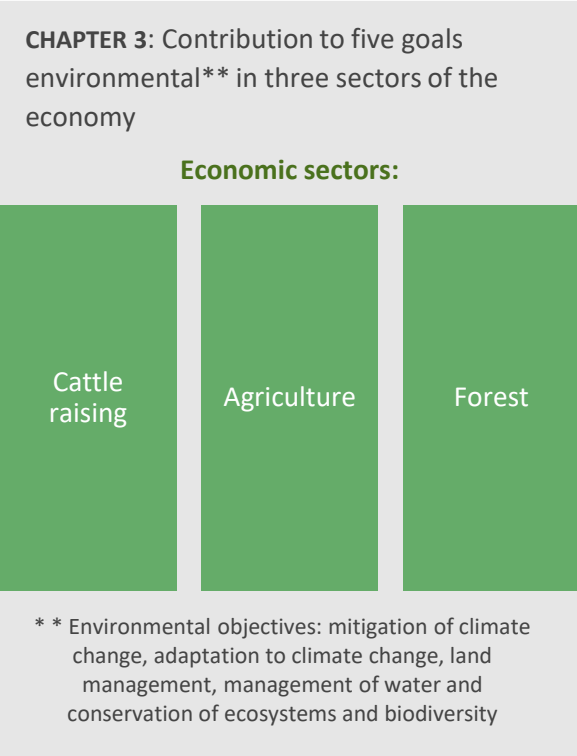 CHAPTER 3: Contribution to five goals
environmental** in three sectors of the
economy
Economic sectors:
Cattle
raising
Agriculture
Forest
* * Environmental objectives: mitigation of climate
change, adaptation to climate change, land
management, management of water and
conservation of ecosystems and biodiversity